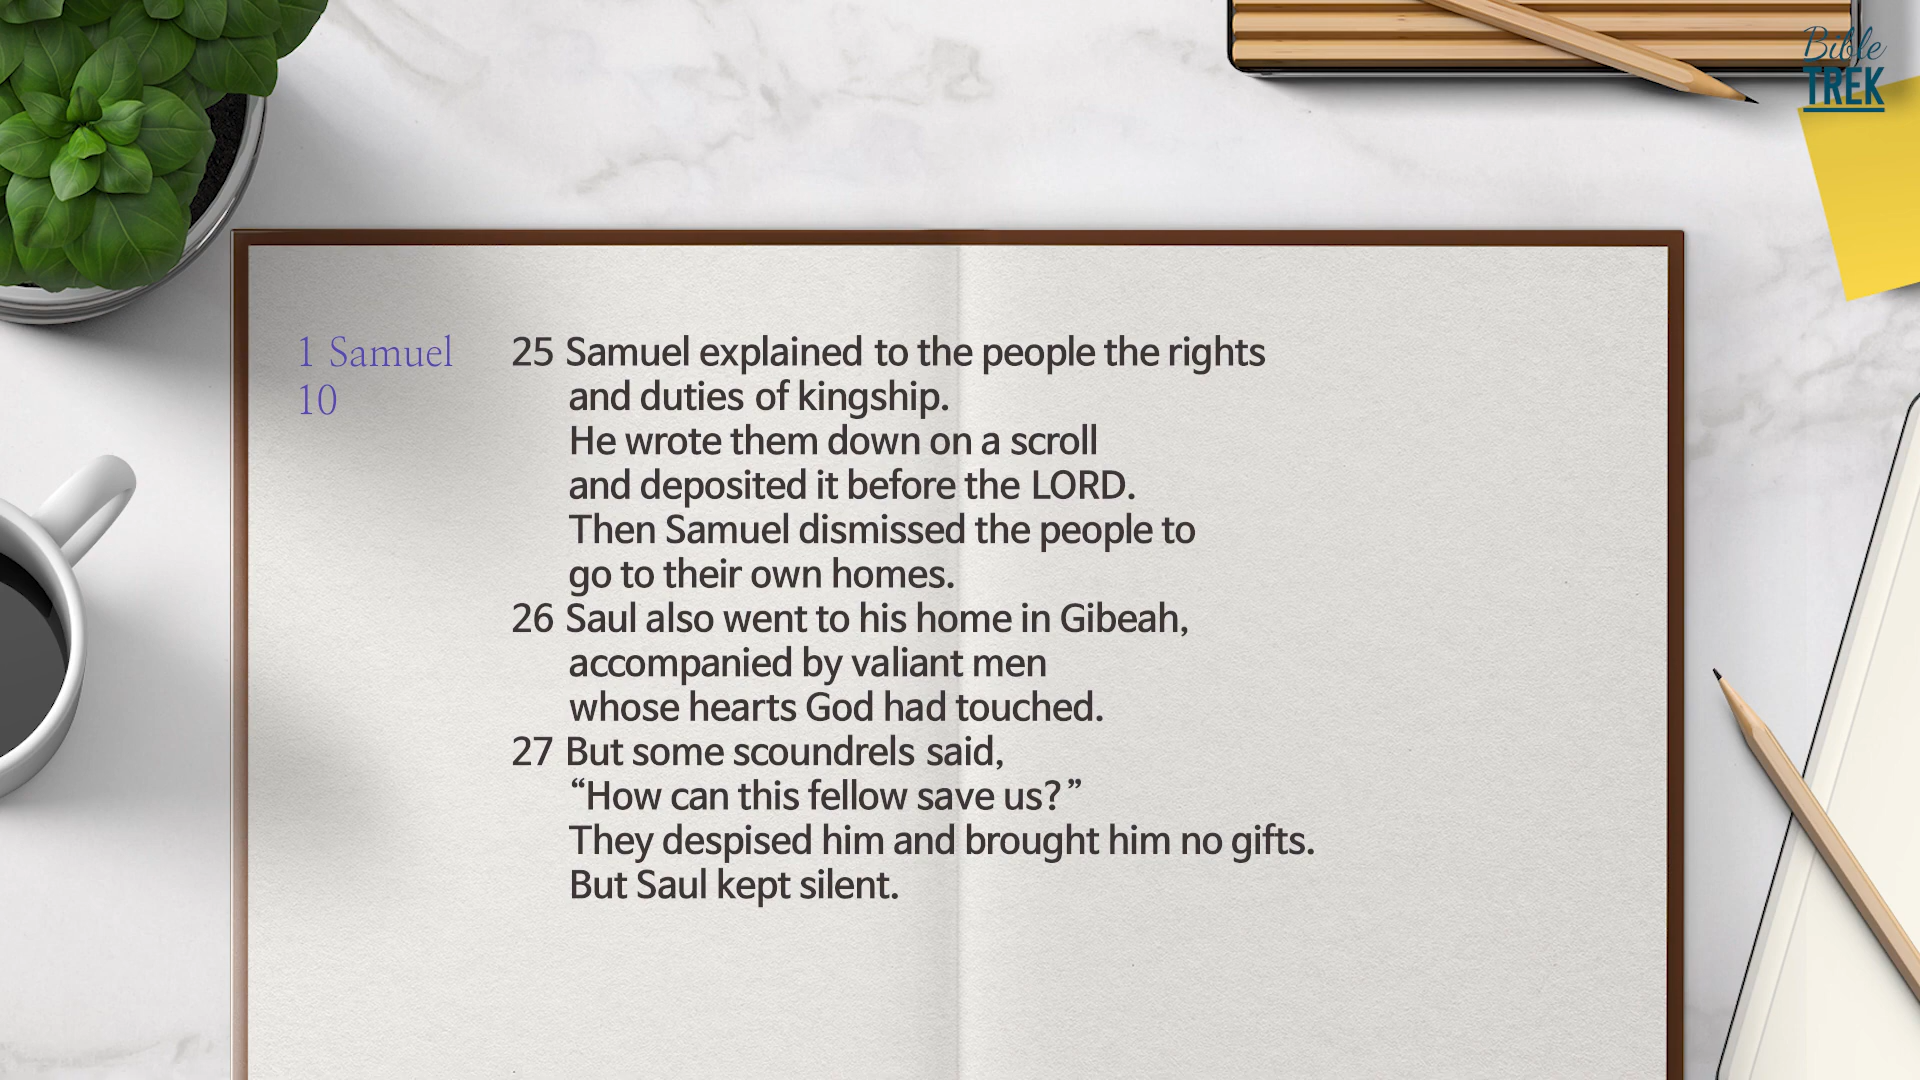 Bible
TREK
1 Samuel
10
25 Samuel explained to the people the rights
and duties of kingship.
He wrote them down on a scroll
and deposited it before the LORD.
Then Samuel dismissed the people to
go to their own homes.
26 Saul also went to his home in Gibeah,
accompanied by valiant men
whose hearts God had touched.
27 But some scoundrels said,
“How can this fellow save us?”
They despised him and brought him no gifts.
But Saul kept silent.